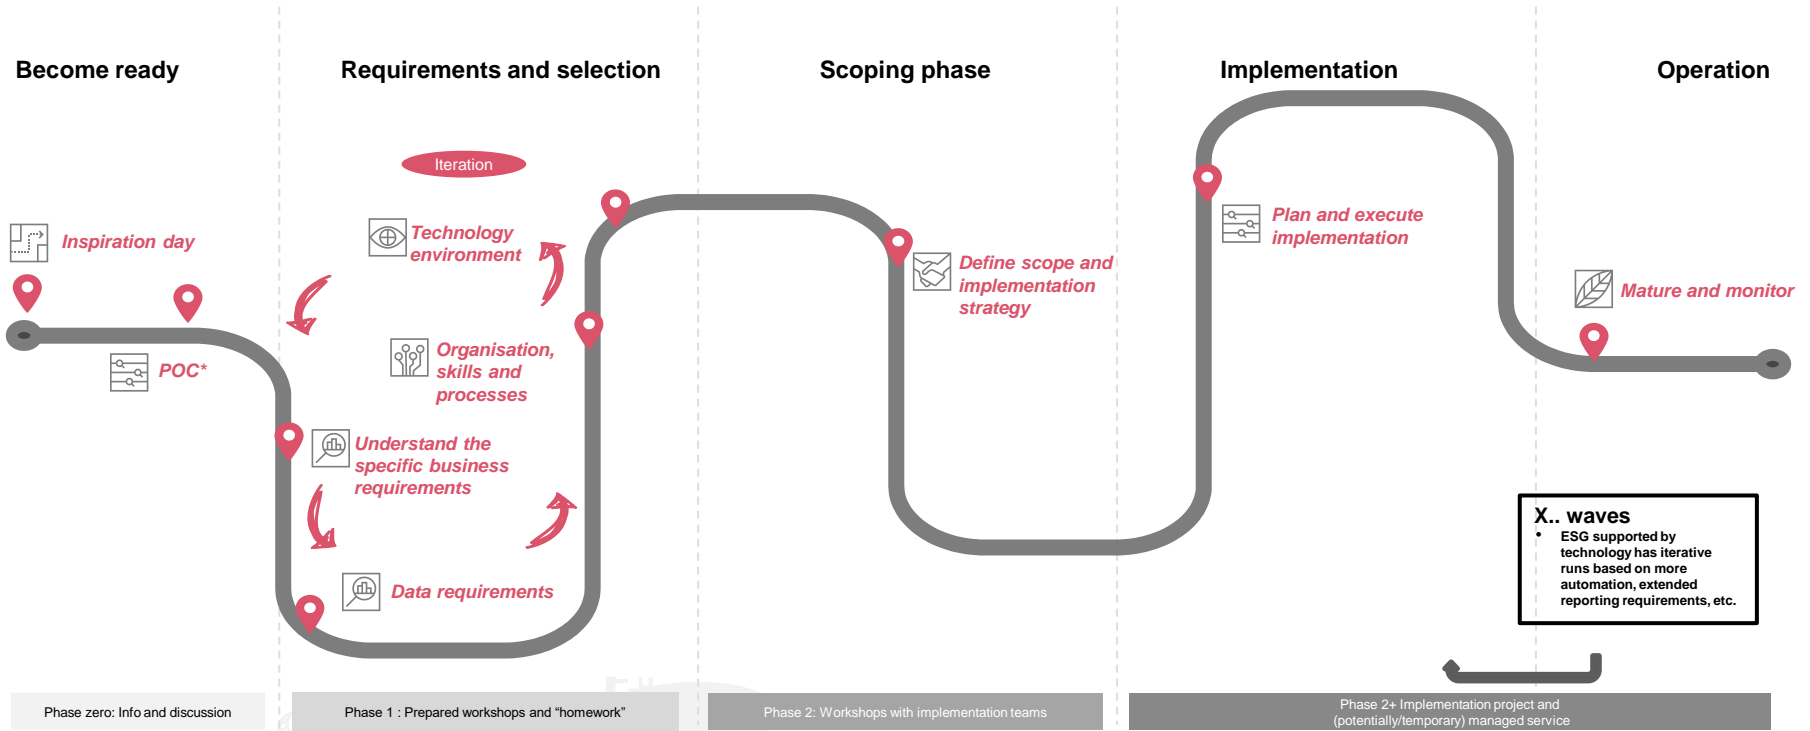 Become ready
Requirements and selection
Scoping phase
Implementation
Operation
Iteration
Inspiration day
POC*
Technology
environment
Organisation,
skills and
processes
Understand the
specific business
requirements
Data requirements
Define scope and
implementation
strategy
Plan and execute
implementation
Mature and monitor
X.. waves
• ESG supported by
technology has iterative
runs based on more
automation, extended
reporting requirements, etc.
Phase zero: Info and discussion
Phase 1 : Prepared workshops and “homework”
Phase 2: Workshops with implementation teams
Phase 2+ Implementation project and
(potentially/temporary) managed service